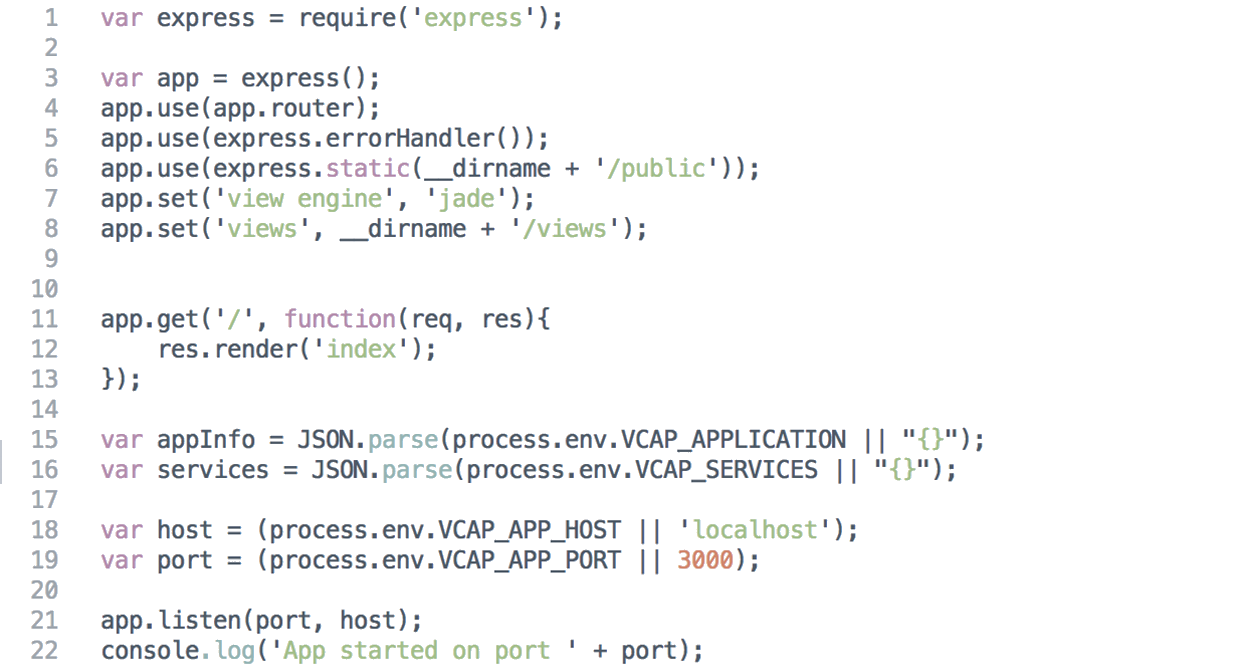 1 var express = require('express');
2
3 var app = express();
4 app.use(app.router);
5 app.use(express.errorHandler());
6 app.use(express.static(__dirname + '/public'));
7 app.set('view engine', 'jade');
8 app.set('views', __dirname + '/views');
9
10
11 app.get('/', function(req, res){
12     res.render('index');
13 });
14
15 var appInfo = JSON.parse(process.env.VCAP_APPLICATION || "{}");
16 var services = JSON.parse(process.env.VCAP_SERVICES || "{}");
17
18 var host = (process.env.VCAP_APP_HOST || 'localhost');
19 var port = (process.env.VCAP_APP_PORT || 3000);
20
21 app.listen(port, host);
22 console.log('App started on port ' + port);